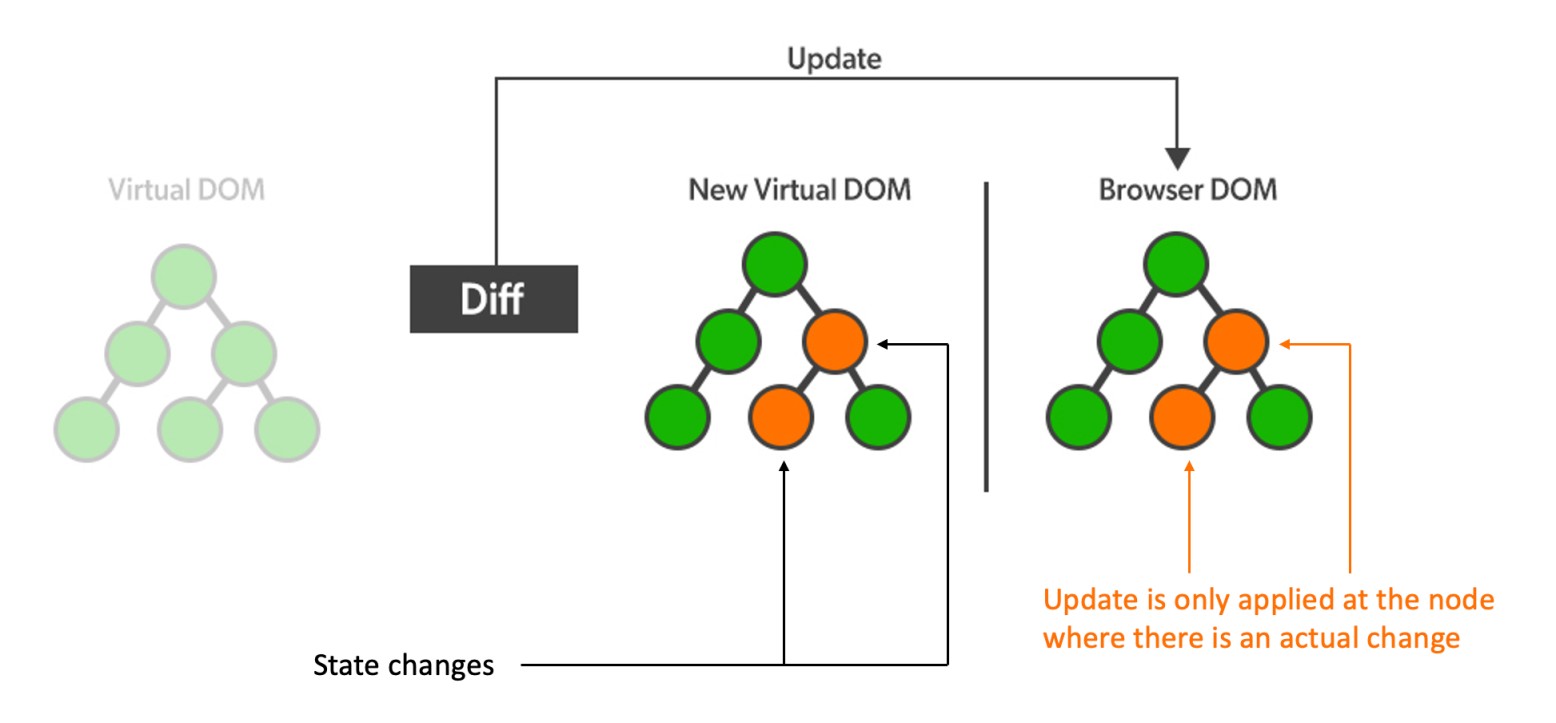 Update
Virtual DOM
New Virtual DOM
Browser DOM
Diff
Update is only applied at the node
where there is an actual change
State changes